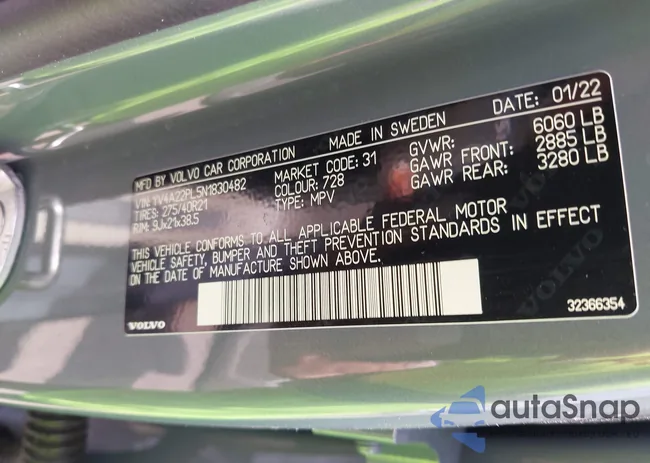 MFD BY VOLVO CAR CORPORATION MADE IN SWEDEN DATE: 01/22
VIN: YV4A22PL5N1830482 MARKET CODE: 31 GVWR: 6060 LB
TIRES: 275/40R21 COLOUR: 728 GAWR FRONT: 2885 LB
RIM: 9Jx21x38.5 TYPE: MPV GAWR REAR: 3280 LB
THIS VEHICLE CONFORMS TO ALL APPLICABLE FEDERAL MOTOR
VEHICLE SAFETY, BUMPER AND THEFT PREVENTION STANDARDS IN EFFECT
ON THE DATE OF MANUFACTURE SHOWN ABOVE.
VOLVO
32366354
VOLVO
autaSnap